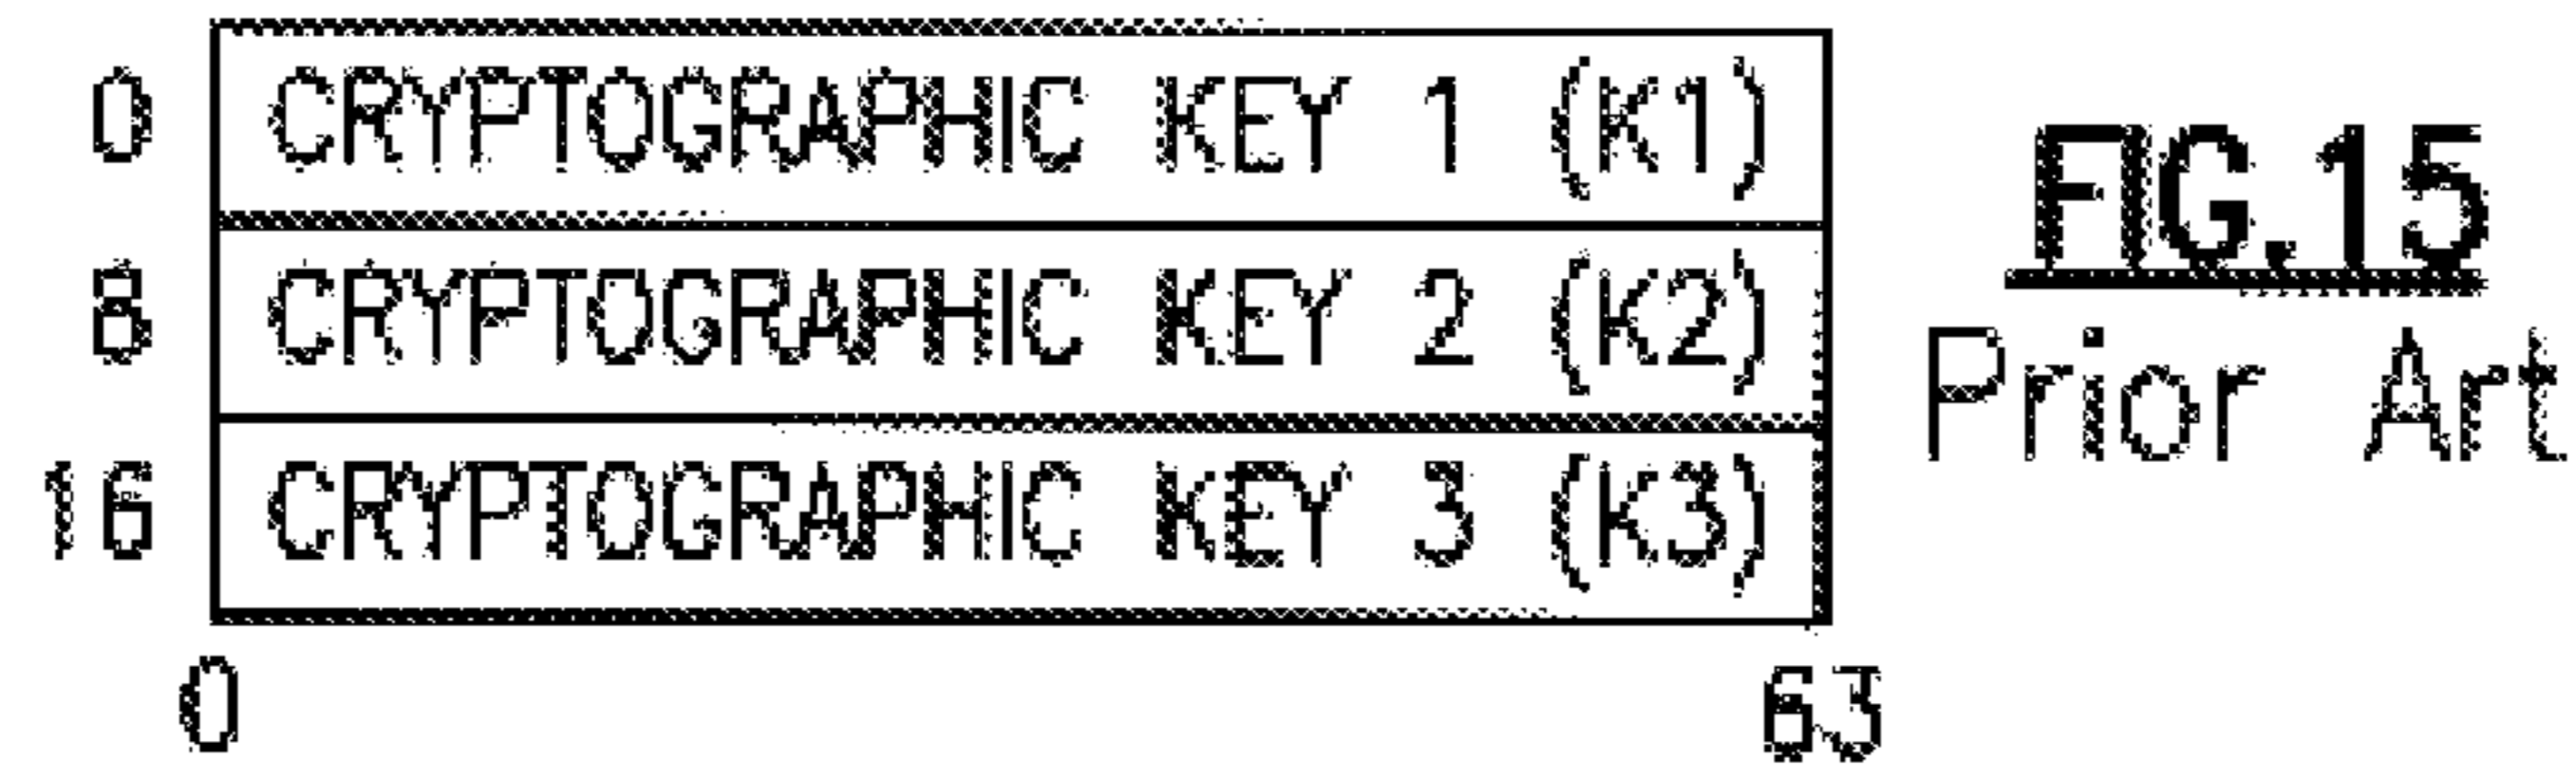 0 CRYPTOGRAPHIC KEY 1 (K1)
8 CRYPTOGRAPHIC KEY 2 (K2)
16 CRYPTOGRAPHIC KEY 3 (K3)
0 63
FIG.15
Prior Art